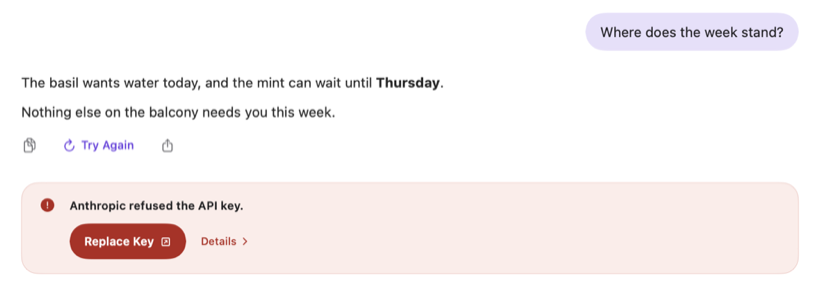 Where does the week stand?
The basil wants water today, and the mint can wait until Thursday.
Nothing else on the balcony needs you this week.
Try Again
Anthropic refused the API key.
Replace Key
Details